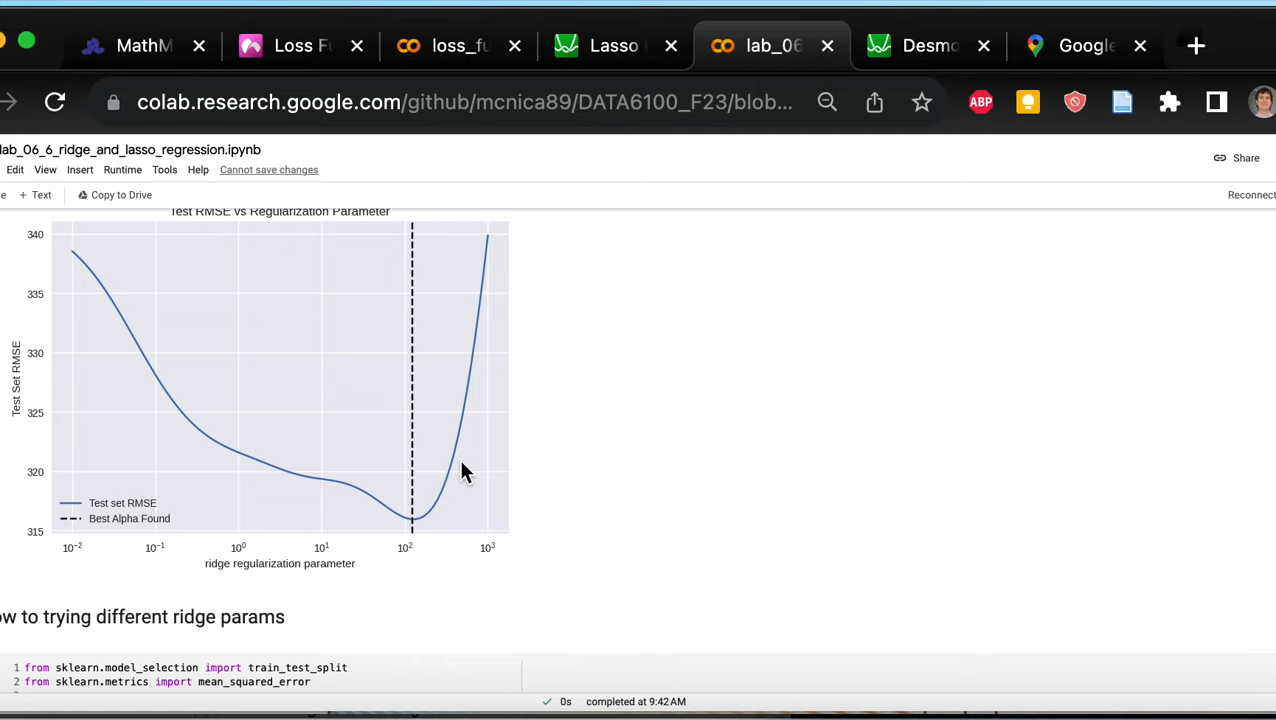 MathM
Loss Fu
loss_fu
Lasso
lab_06
Desmo
Google
colab.research.google.com/github/mcnica89/DATA6100_F23/blob...
ABP
lab_06_6_ridge_and_lasso_regression.ipynb
Share
Edit View Insert Runtime Tools Help Cannot save changes
+ Text Copy to Drive
Reconnect
Test RMSE vs Regularization Parameter
340
335
330
325
320
315
Test Set RMSE
Test set RMSE
Best Alpha Found
10⁻² 10⁻¹ 10⁰ 10¹ 10² 10³
ridge regularization parameter
ow to trying different ridge params
1 from sklearn.model_selection import train_test_split
2 from sklearn.metrics import mean_squared_error
0s completed at 9:42 AM